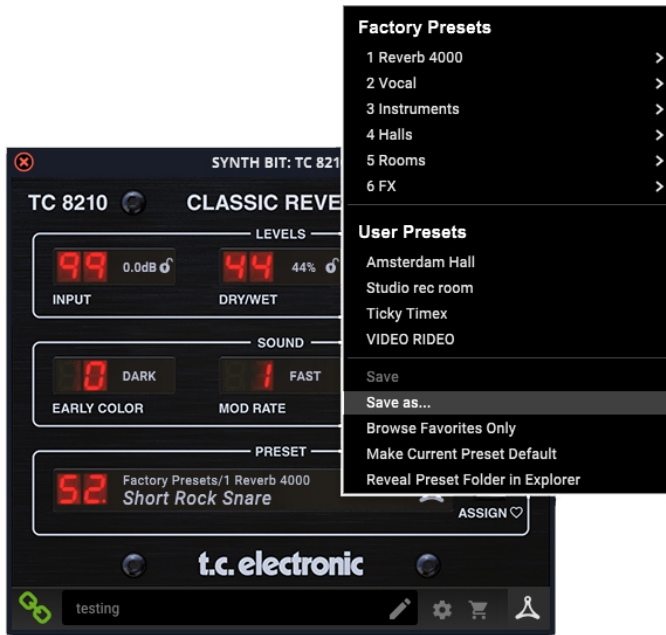 Factory Presets
1 Reverb 4000
2 Vocal
3 Instruments
4 Halls
5 Rooms
6 FX
User Presets
Amsterdam Hall
Studio rec room
Ticky Timex
VIDEO RIDEO
Save
Save as...
Browse Favorites Only
Make Current Preset Default
Reveal Preset Folder in Explorer
SYNTH BIT: TC 821
TC 8210 CLASSIC REVE
LEVELS
99 0.0dB 44 44%
INPUT DRY/WET
SOUND
0 DARK 1 FAST
EARLY COLOR MOD RATE
PRESET
52. Factory Presets/1 Reverb 4000
Short Rock Snare
ASSIGN
t.c. electronic
testing